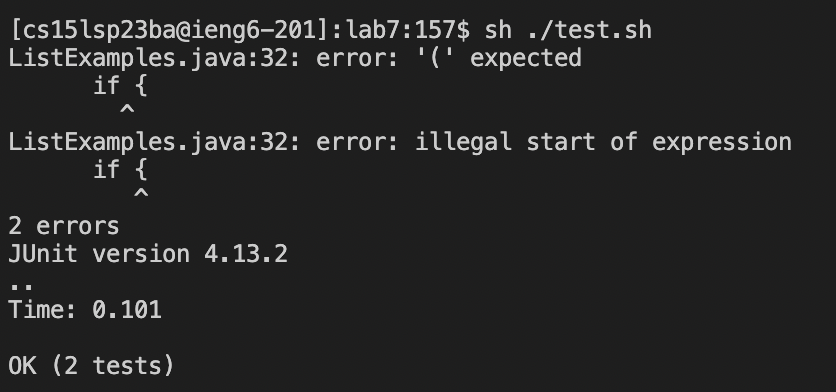 [cs15lsp23ba@ieng6-201]:lab7:157$ sh ./test.sh
ListExamples.java:32: error: '(' expected
      if {
        ^
ListExamples.java:32: error: illegal start of expression
      if {
         ^
2 errors
JUnit version 4.13.2
..
Time: 0.101

OK (2 tests)